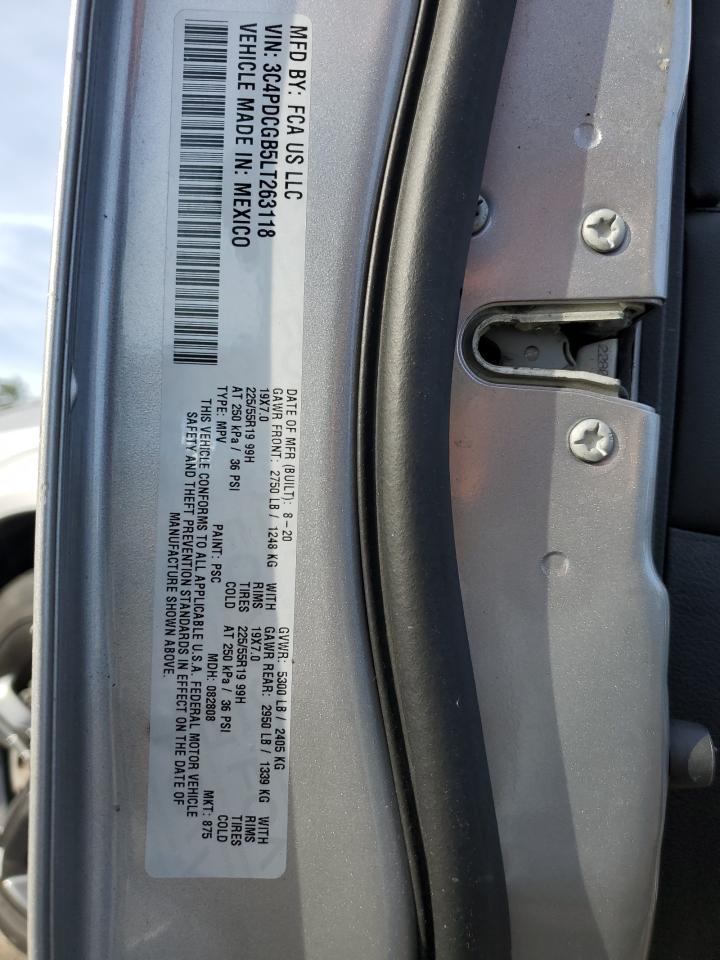 MFD BY: FCA US LLC
VIN: 3C4PDCGB5LT263118
VEHICLE MADE IN: MEXICO
DATE OF MFR (BUILT): 8-20 GVWR: 5300 LB / 2405 KG
GAWR FRONT: 2750 LB / 1248 KG WITH GAWR REAR: 2950 LB / 1339 KG WITH
19X7.0 RIMS 19X7.0 RIMS
225/55R19 99H TIRES 225/55R19 99H TIRES
AT 250 kPa / 36 PSI COLD AT 250 kPa / 36 PSI COLD
TYPE: MPV PAINT: PSC MDH: 082808 MKT: 875
THIS VEHICLE CONFORMS TO ALL APPLICABLE U.S.A. FEDERAL MOTOR VEHICLE
SAFETY AND THEFT PREVENTION STANDARDS IN EFFECT ON THE DATE OF
MANUFACTURE SHOWN ABOVE.